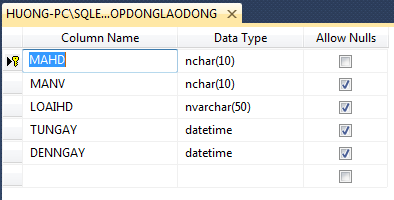 HUONG-PC\SQLE...OPDONGLAODONG
Column Name Data Type Allow Nulls
MAHD nchar(10)
MANV nchar(10)
LOAIHD nvarchar(50)
TUNGAY datetime
DENNGAY datetime